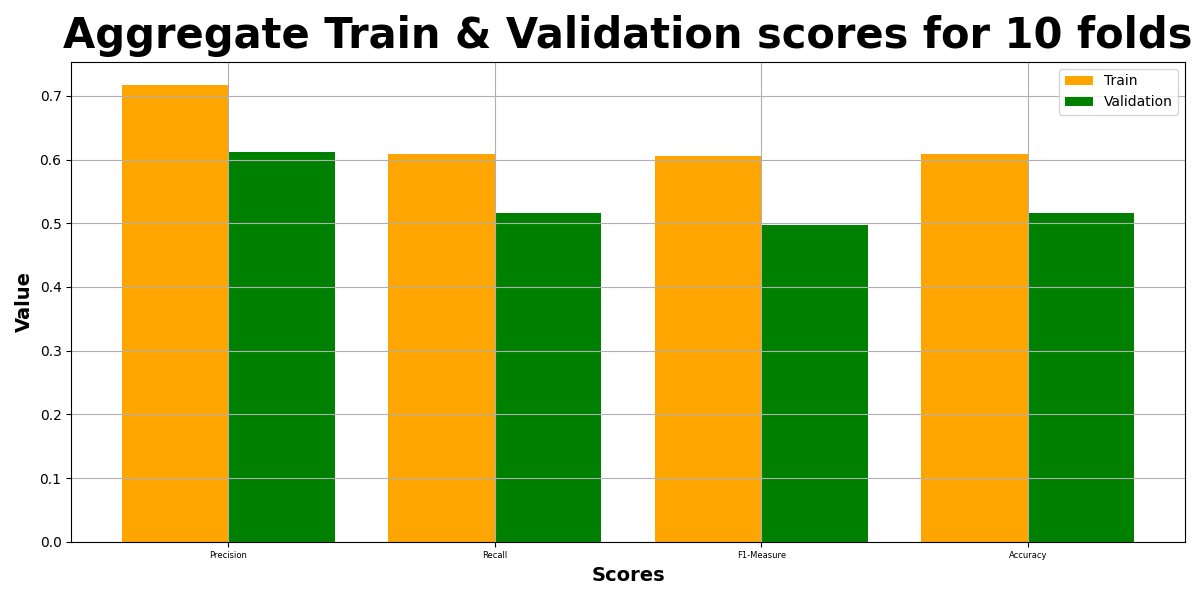 Aggregate Train & Validation scores for 10 folds
Train
Validation
0.7
0.6
0.5
0.4
0.3
0.2
0.1
0.0
Value
Precision Recall F1-Measure Accuracy
Scores